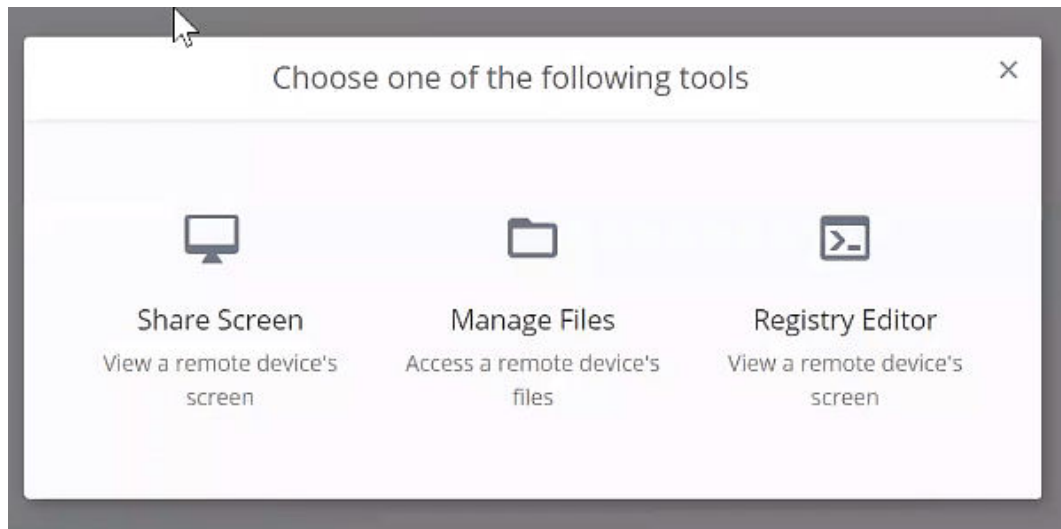 Choose one of the following tools
Share Screen
View a remote device's
screen
Manage Files
Access a remote device's
files
Registry Editor
View a remote device's
screen